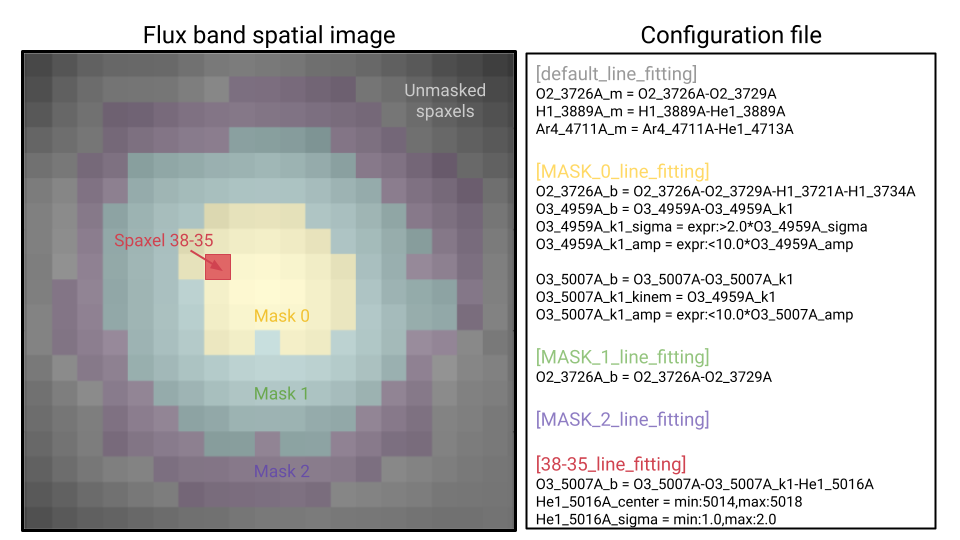 Flux band spatial image
Unmasked
spaxels
Spaxel 38-35
Mask 0
Mask 1
Mask 2
Configuration file
[default_line_fitting]
O2_3726A_m = O2_3726A-O2_3729A
H1_3889A_m = H1_3889A-He1_3889A
Ar4_4711A_m = Ar4_4711A-He1_4713A
[MASK_0_line_fitting]
O2_3726A_b = O2_3726A-O2_3729A-H1_3721A-H1_3734A
O3_4959A_b = O3_4959A-O3_4959A_k1
O3_4959A_k1_sigma = expr:>2.0*O3_4959A_sigma
O3_4959A_k1_amp = expr:<10.0*O3_4959A_amp
O3_5007A_b = O3_5007A-O3_5007A_k1
O3_5007A_k1_kinem = O3_4959A_k1
O3_5007A_k1_amp = expr:<10.0*O3_5007A_amp
[MASK_1_line_fitting]
O2_3726A_b = O2_3726A-O2_3729A
[MASK_2_line_fitting]
[38-35_line_fitting]
O3_5007A_b = O3_5007A-O3_5007A_k1-He1_5016A
He1_5016A_center = min:5014,max:5018
He1_5016A_sigma = min:1.0,max:2.0